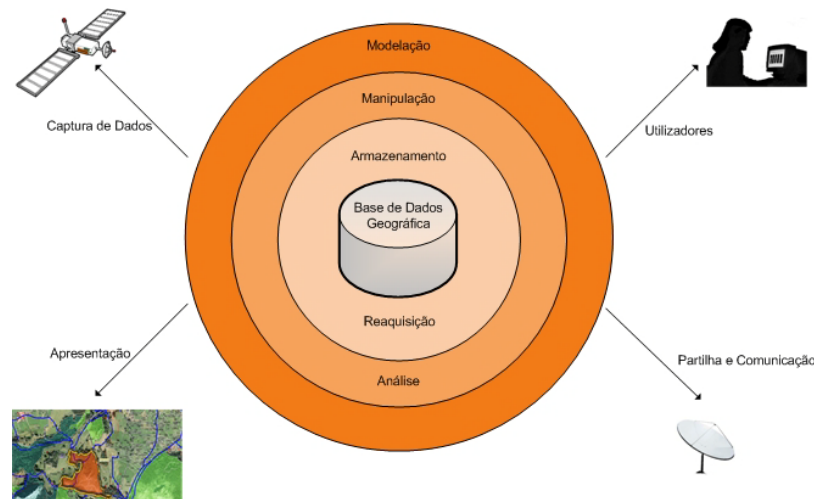 Modelação
Manipulação
Captura de Dados
Utilizadores
Armazenamento
Base de Dados
Geográfica
Reaquisição
Apresentação
Partilha e Comunicação
Análise